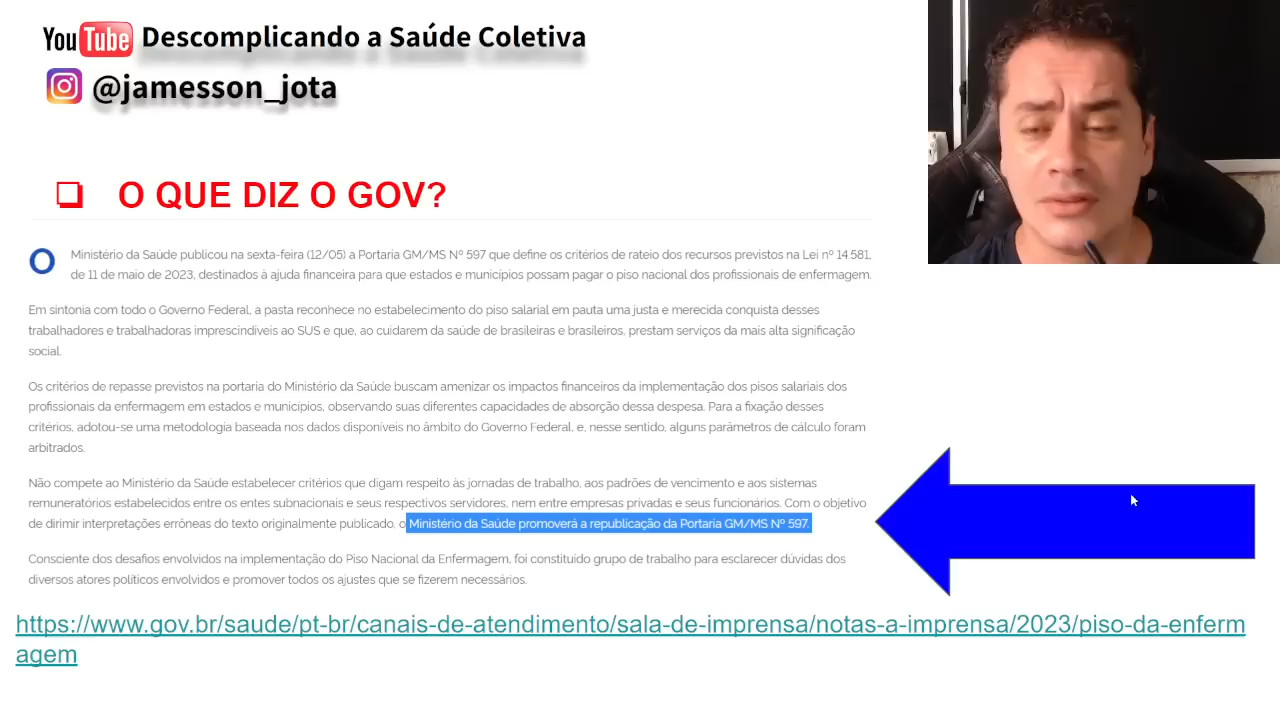 YouTube Descomplicando a Saúde Coletiva
@jamesson_jota
O QUE DIZ O GOV?
O Ministério da Saúde publicou na sexta-feira (12/05) a Portaria GM/MS Nº 597 que define os critérios de rateio dos recursos previstos na Lei nº 14.581,
de 11 de maio de 2023, destinados à ajuda financeira para que estados e municípios possam pagar o piso nacional dos profissionais de enfermagem.
Em sintonia com todo o Governo Federal, a pasta reconhece no estabelecimento do piso salarial em pauta uma justa e merecida conquista desses
trabalhadores e trabalhadoras imprescindíveis ao SUS e que, ao cuidarem da saúde de brasileiras e brasileiros, prestam serviços da mais alta significação
social.
Os critérios de repasse previstos na portaria do Ministério da Saúde buscam amenizar os impactos financeiros da implementação dos pisos salariais dos
profissionais da enfermagem em estados e municípios, observando suas diferentes capacidades de absorção dessa despesa. Para a fixação desses
critérios, adotou-se uma metodologia baseada nos dados disponíveis no âmbito do Governo Federal, e, nesse sentido, alguns parâmetros de cálculo foram
arbitrados.
Não compete ao Ministério da Saúde estabelecer critérios que digam respeito às jornadas de trabalho, aos padrões de vencimento e aos sistemas
remuneratórios estabelecidos entre os entes subnacionais e seus respectivos servidores, nem entre empresas privadas e seus funcionários. Com o objetivo
de dirimir interpretações errôneas do texto originalmente publicado, o Ministério da Saúde promoverá a republicação da Portaria GM/MS Nº 597.
Consciente dos desafios envolvidos na implementação do Piso Nacional da Enfermagem, foi constituído grupo de trabalho para esclarecer dúvidas dos
diversos atores políticos envolvidos e promover todos os ajustes que se fizerem necessários.
https://www.gov.br/saude/pt-br/canais-de-atendimento/sala-de-imprensa/notas-a-imprensa/2023/piso-da-enferm
agem